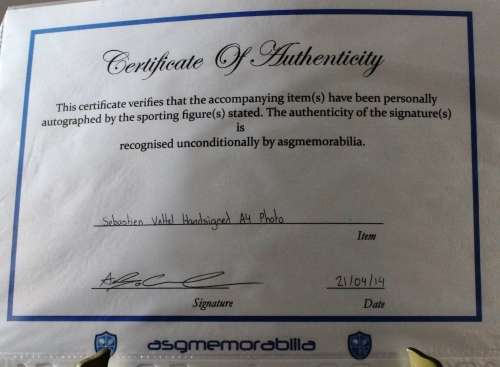 Certificate Of Authenticity
This certificate verifies that the accompanying item(s) have been personally
autographed by the sporting figure(s) stated. The authenticity of the signature(s)
is
recognised unconditionally by asgmemorabilia.
Sebastien Vettel Handsigned A4 Photo
Item
21/04/14
Signature
Date
asgmemorabilia